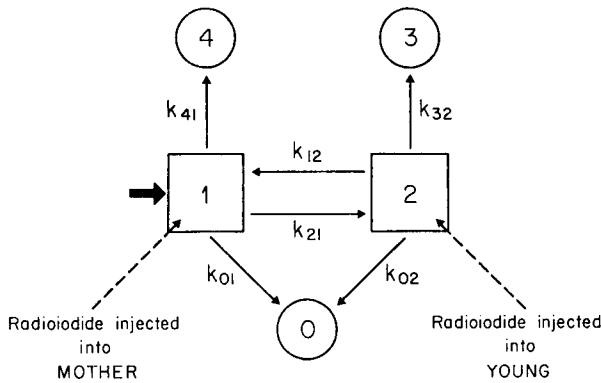 4
3
k41
k32
k12
1
2
k21
k01
k02
0
Radioiodide injected
into
MOTHER
Radioiodide injected
into
YOUNG